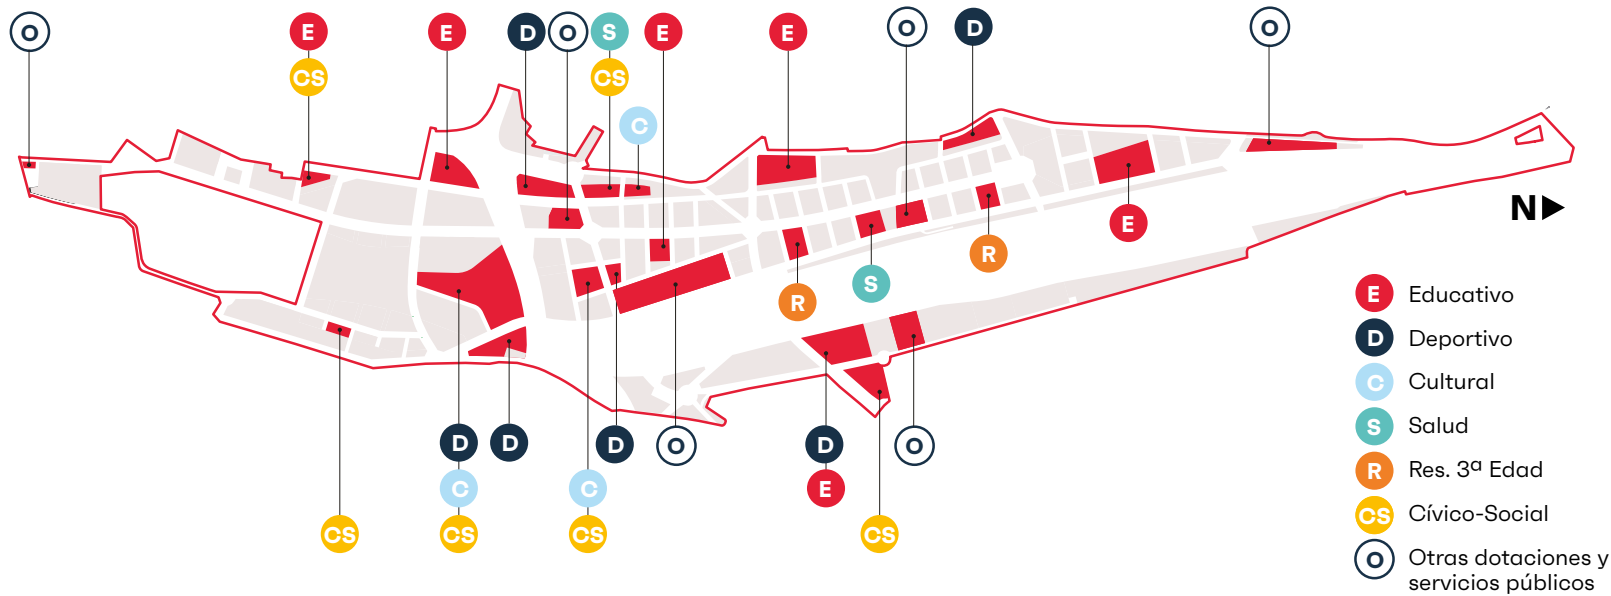 O
E
E
D
O
S
E
E
O
D
O
CS
CS
C
N
E
R
S
R
D
D
D
O
D
O
C
C
E
CS
CS
CS
CS
E Educativo
D Deportivo
C Cultural
S Salud
R Res. 3ª Edad
CS Cívico-Social
O Otras dotaciones y
servicios públicos